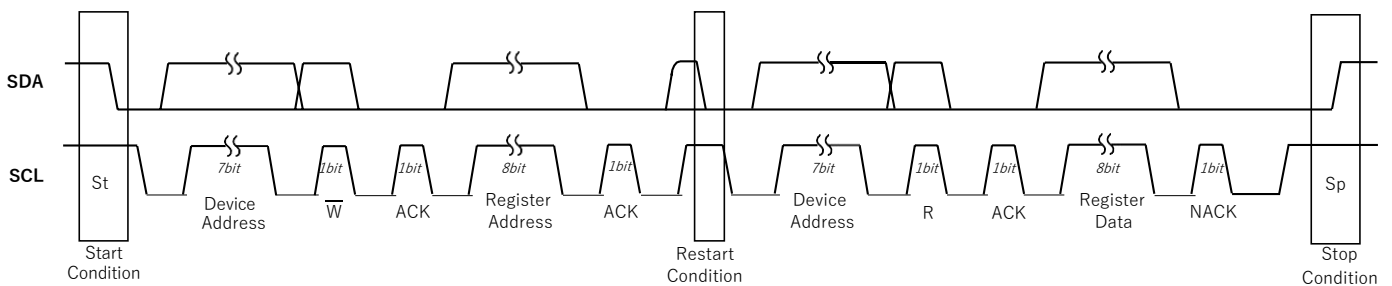 SDA
SCL
St
7bit
1bit
1bit
8bit
1bit
7bit
1bit
1bit
8bit
1bit
Sp
Device
Address
W
ACK
Register
Address
ACK
Device
Address
R
ACK
Register
Data
NACK
Start
Condition
Restart
Condition
Stop
Condition